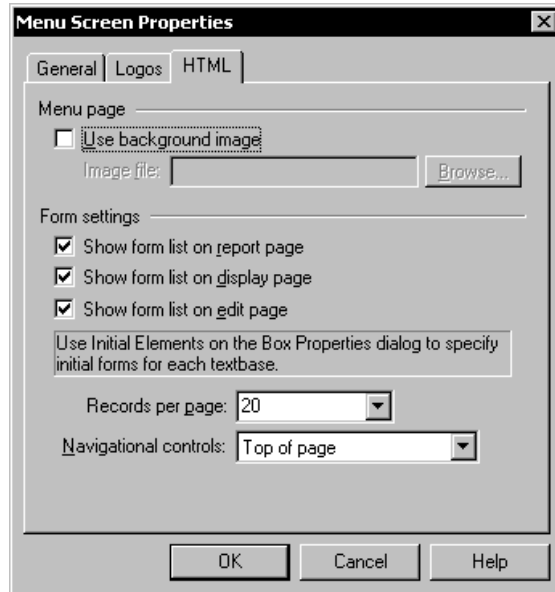 Menu Screen Properties
General Logos HTML
Menu page
Use background image
Image file: Browse...
Form settings
Show form list on report page
Show form list on display page
Show form list on edit page
Use Initial Elements on the Box Properties dialog to specify
initial forms for each textbase.
Records per page: 20
Navigational controls: Top of page
OK Cancel Help